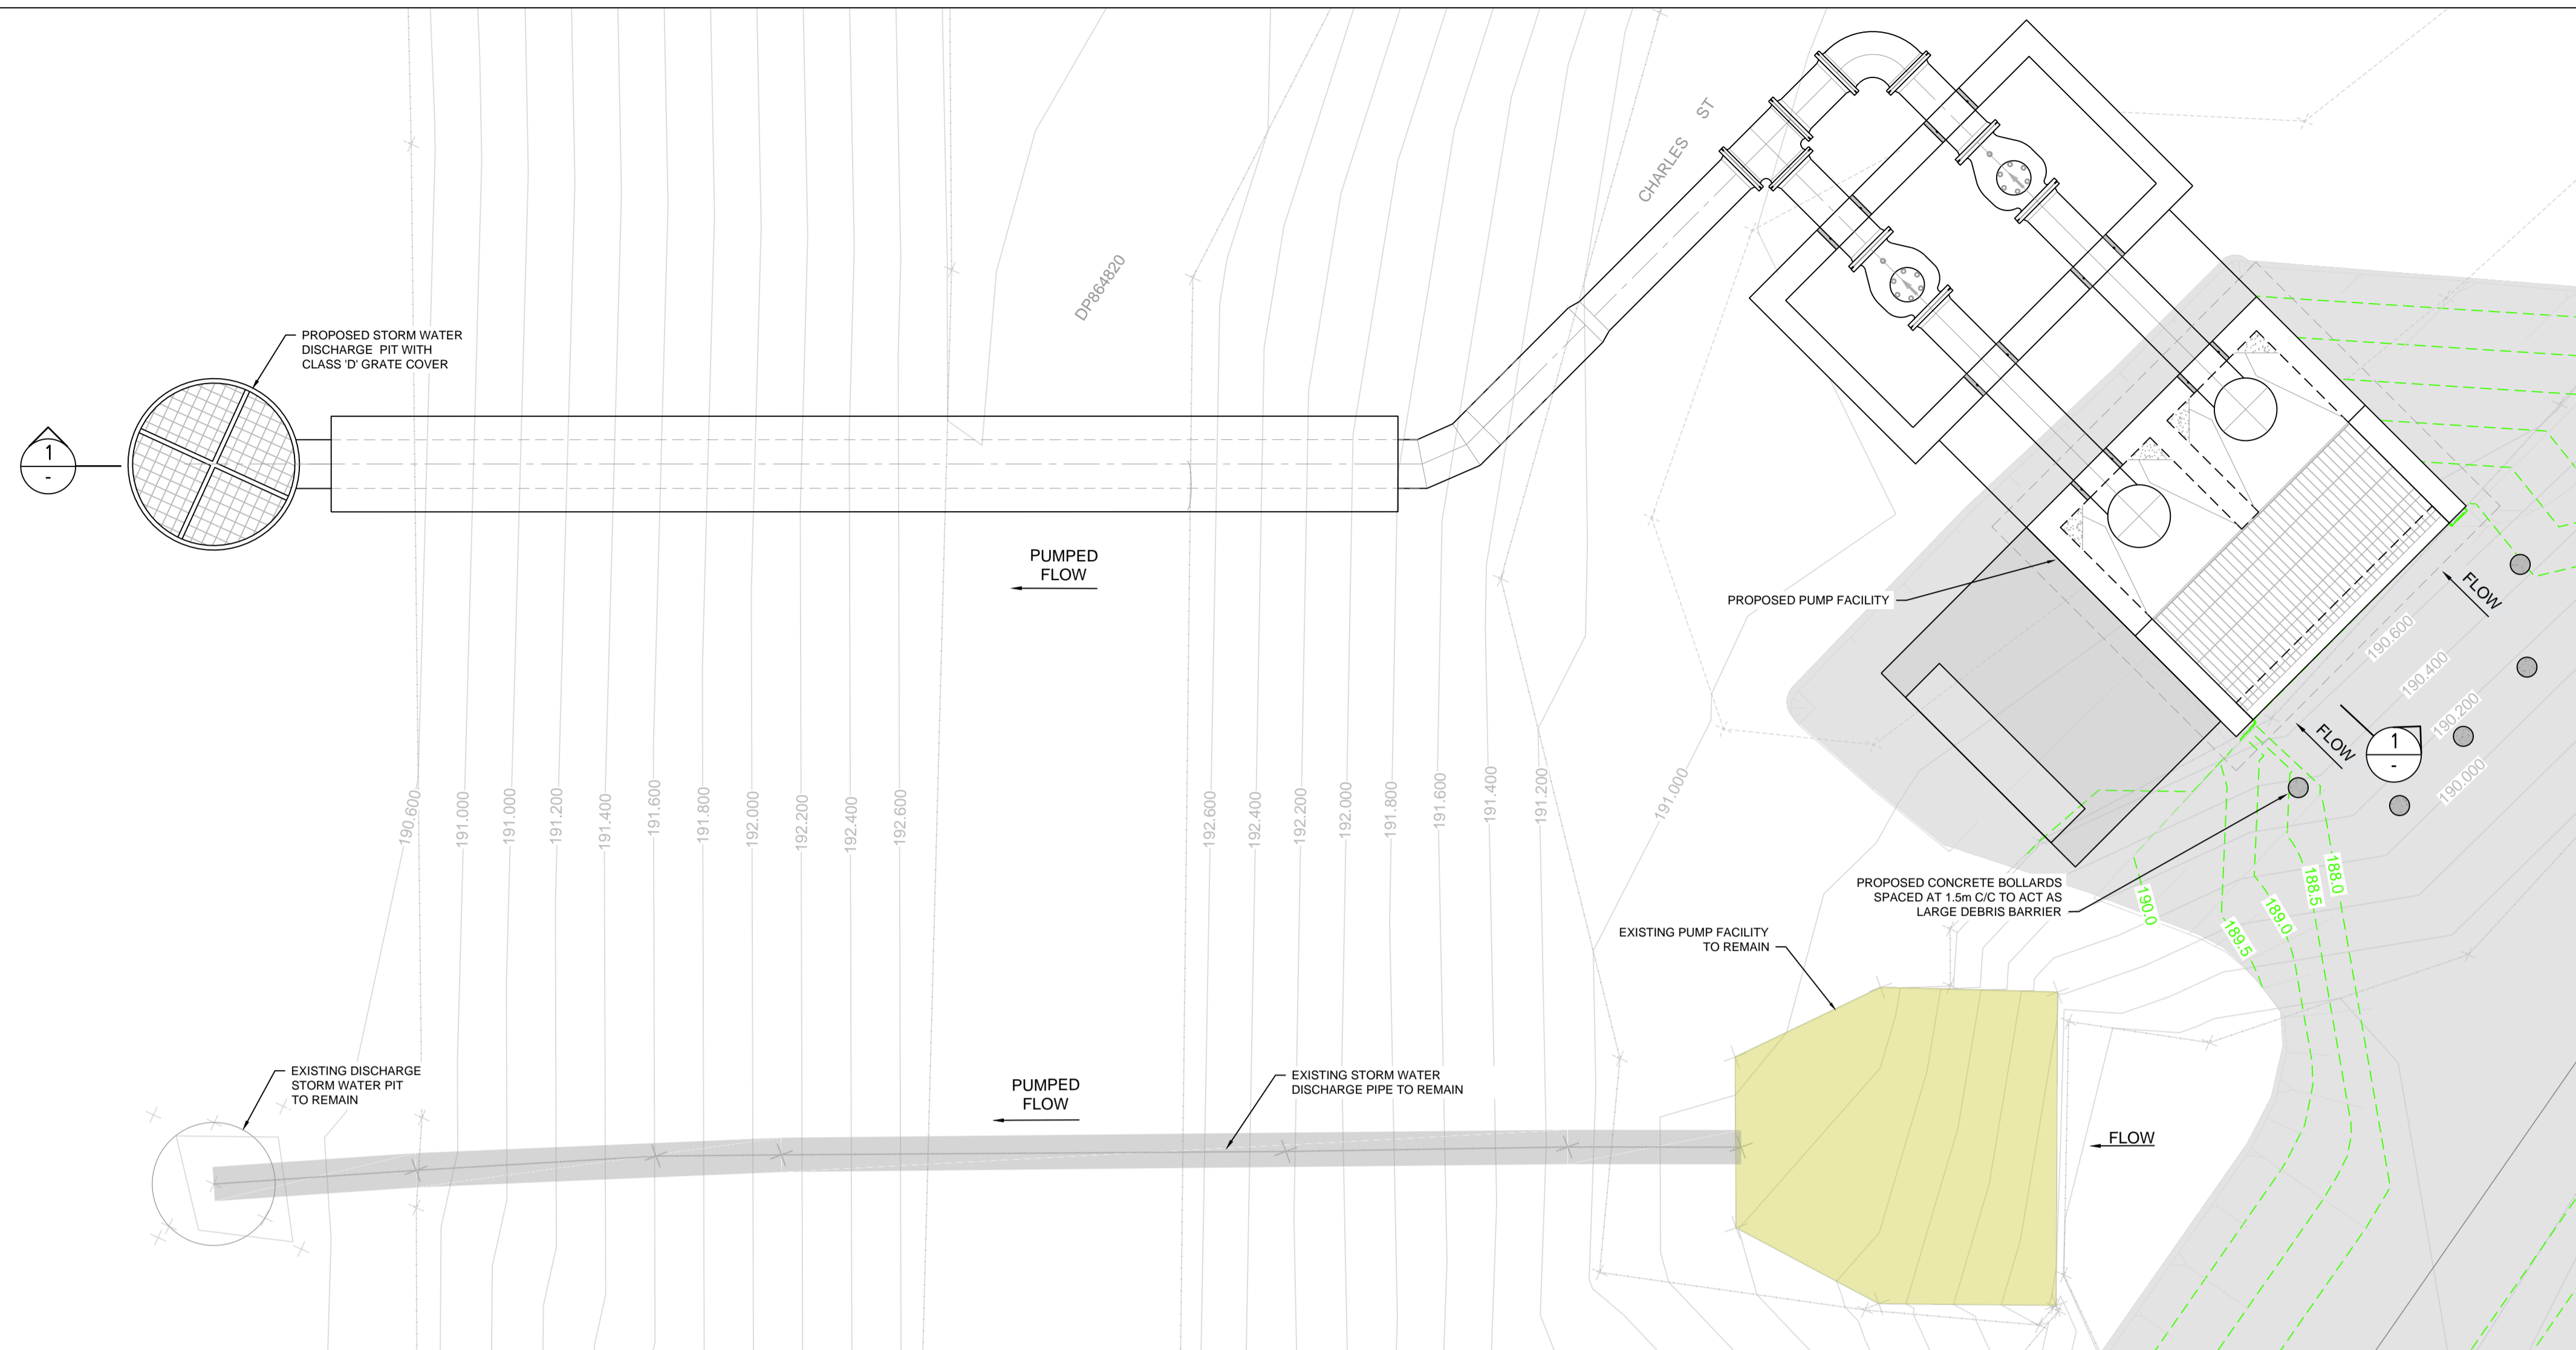 CHARLES ST
DP864820
PROPOSED STORM WATER
DISCHARGE PIT WITH
CLASS 'D' GRATE COVER
1
-
PUMPED
FLOW
PROPOSED PUMP FACILITY
FLOW
190.600
190.400
190.200
190.000
FLOW
1
-
190.600
191.000
191.000
191.200
191.400
191.600
191.800
192.000
192.200
192.400
192.600
192.600
192.400
192.200
192.000
191.800
191.600
191.400
191.200
191.000
PROPOSED CONCRETE BOLLARDS
SPACED AT 1.5m C/C TO ACT AS
LARGE DEBRIS BARRIER
190.0
189.5
189.0
188.5
188.0
EXISTING PUMP FACILITY
TO REMAIN
EXISTING DISCHARGE
STORM WATER PIT
TO REMAIN
PUMPED
FLOW
EXISTING STORM WATER
DISCHARGE PIPE TO REMAIN
FLOW